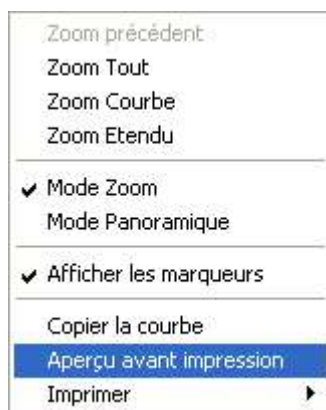 Zoom précédent
Zoom Tout
Zoom Courbe
Zoom Etendu
Mode Zoom
Mode Panoramique
Afficher les marqueurs
Copier la courbe
Aperçu avant impression
Imprimer